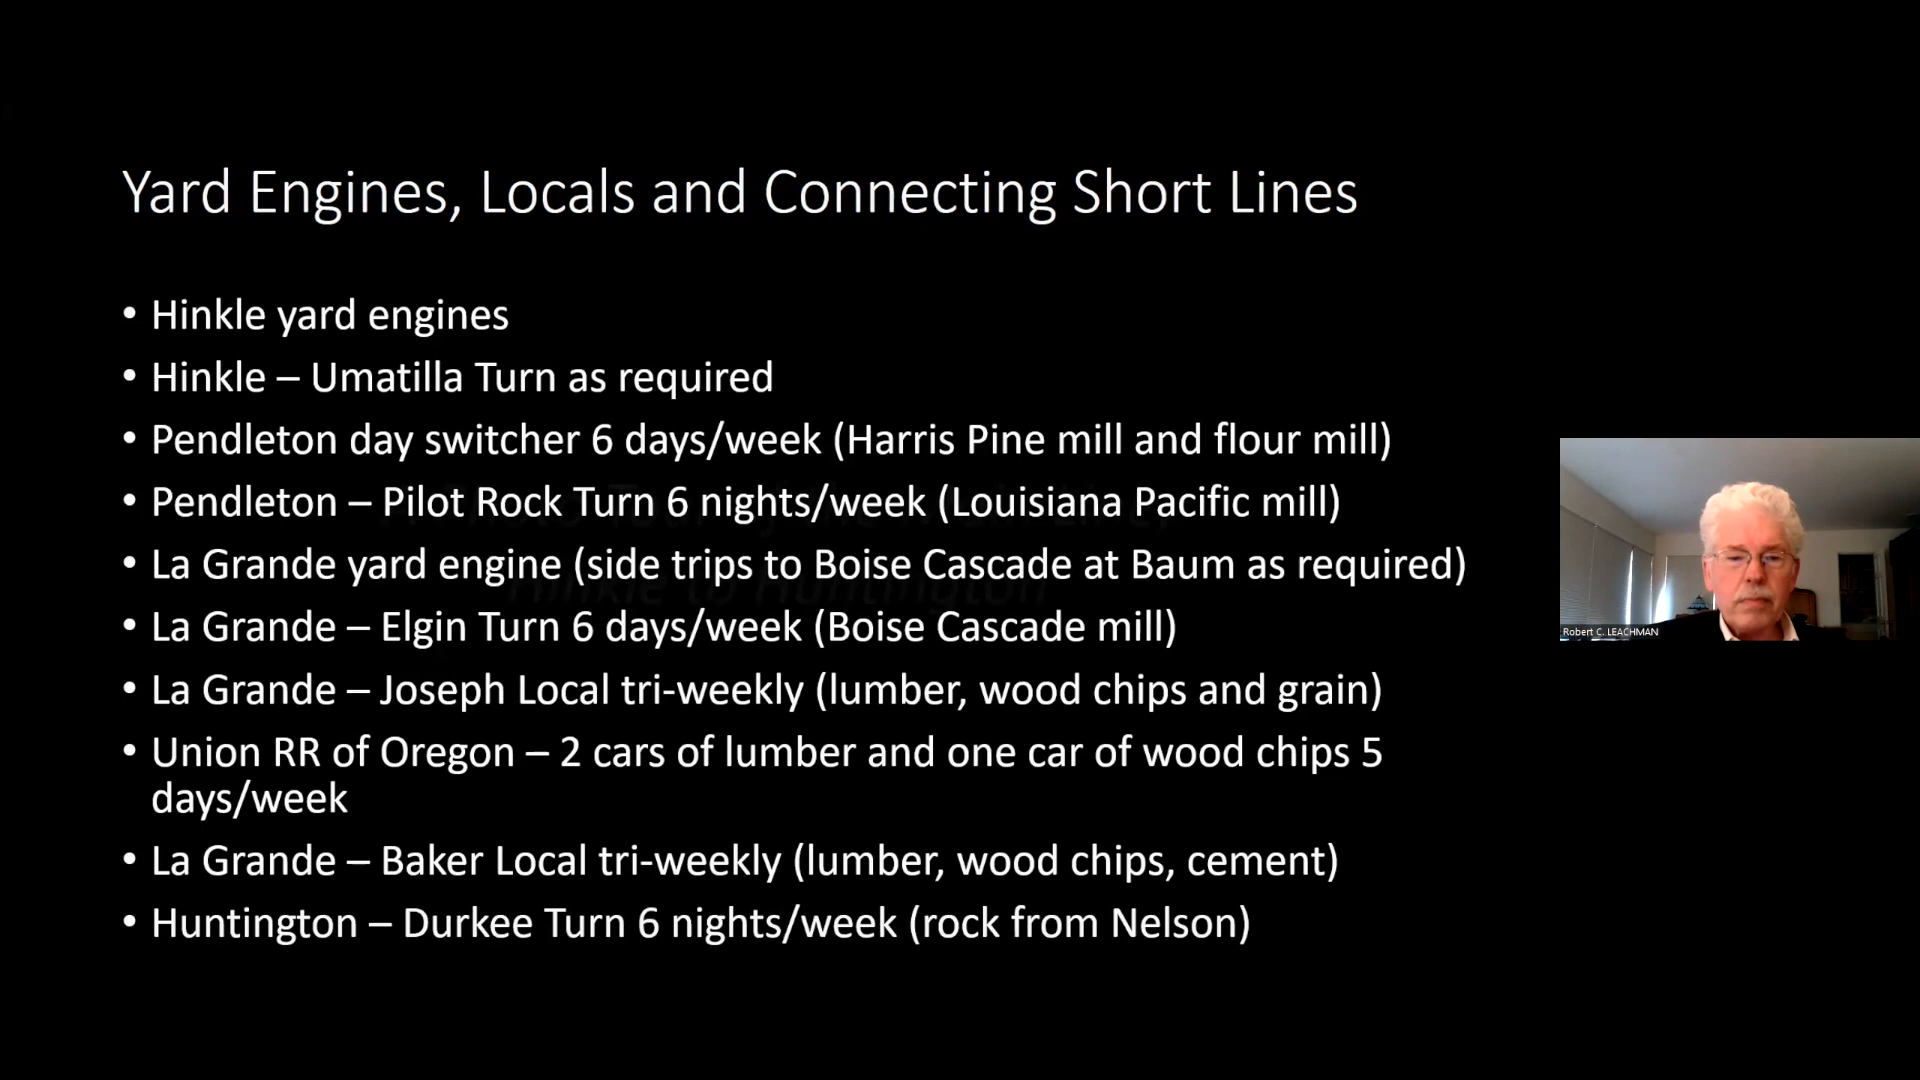 Yard Engines, Locals and Connecting Short Lines
• Hinkle yard engines
• Hinkle – Umatilla Turn as required
• Pendleton day switcher 6 days/week (Harris Pine mill and flour mill)
• Pendleton – Pilot Rock Turn 6 nights/week (Louisiana Pacific mill)
• La Grande yard engine (side trips to Boise Cascade at Baum as required)
• La Grande – Elgin Turn 6 days/week (Boise Cascade mill)
• La Grande – Joseph Local tri-weekly (lumber, wood chips and grain)
• Union RR of Oregon – 2 cars of lumber and one car of wood chips 5
days/week
• La Grande – Baker Local tri-weekly (lumber, wood chips, cement)
• Huntington – Durkee Turn 6 nights/week (rock from Nelson)
Robert C. LEACHMAN